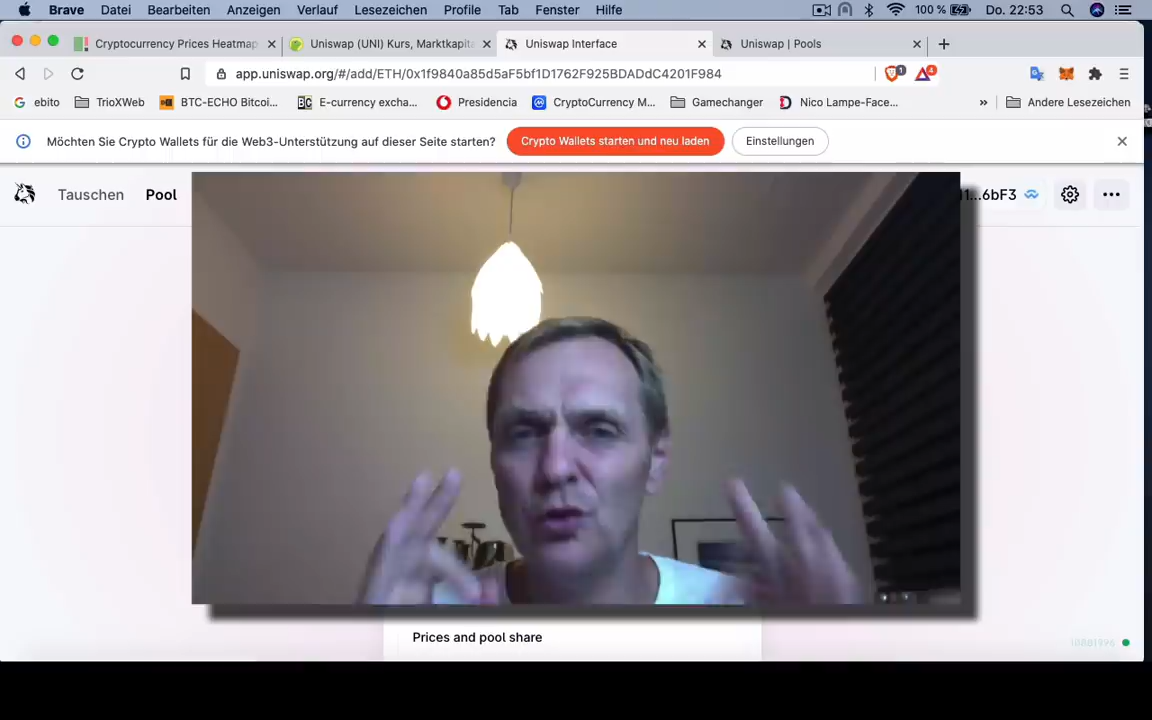 Brave Datei Bearbeiten Anzeigen Verlauf Lesezeichen Profile Tab Fenster Hilfe 100 % Do. 22:53
Cryptocurrency Prices Heatmap Uniswap (UNI) Kurs, Marktkapita Uniswap Interface Uniswap | Pools
app.uniswap.org/#/add/ETH/0x1f9840a85d5aF5bf1D1762F925BDADdC4201F984 1 4
ebito TrioXWeb BTC-ECHO Bitcoi... E-currency excha... Presidencia CryptoCurrency M... Gamechanger Nico Lampe-Face... » Andere Lesezeichen
Möchten Sie Crypto Wallets für die Web3-Unterstützung auf dieser Seite starten? Crypto Wallets starten und neu laden Einstellungen
Tauschen Pool 1...6bF3
Prices and pool share